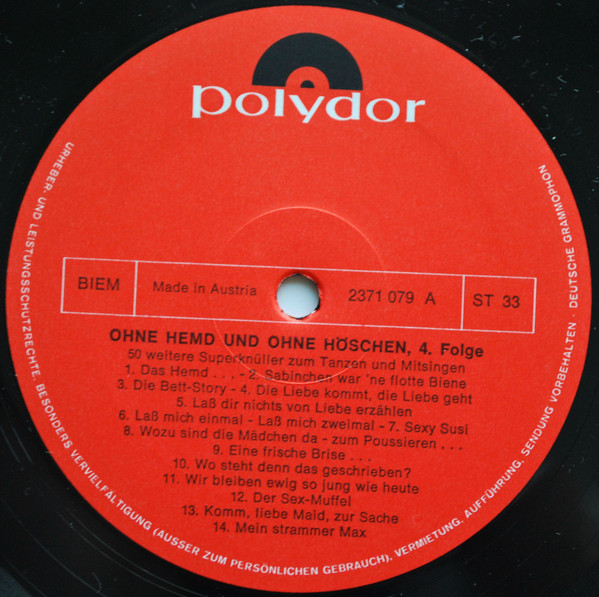 polydor
BIEM
Made in Austria
2371 079 A
ST 33
OHNE HEMD UND OHNE HÖSCHEN, 4. Folge
50 weitere Superknüller zum Tanzen und Mitsingen
1. Das Hemd . . . - 2. Sabinchen war 'ne flotte Biene
3. Die Bett-Story - 4. Die Liebe kommt, die Liebe geht
5. Laß dir nichts von Liebe erzählen
6. Laß mich einmal - Laß mich zweimal - 7. Sexy Susi
8. Wozu sind die Mädchen da - zum Poussieren . . .
9. Eine frische Brise . . .
10. Wo steht denn das geschrieben?
11. Wir bleiben ewig so jung wie heute
12. Der Sex-Muffel
13. Komm, liebe Maid, zur Sache
14. Mein strammer Max
URHEBER- UND LEISTUNGSSCHUTZRECHTE, BESONDERS VERVIELFÄLTIGUNG (AUSSER ZUM PERSÖNLICHEN GEBRAUCH), VERMIETUNG, AUFFÜHRUNG, SENDUNG VORBEHALTEN · DEUTSCHE GRAMMOPHON